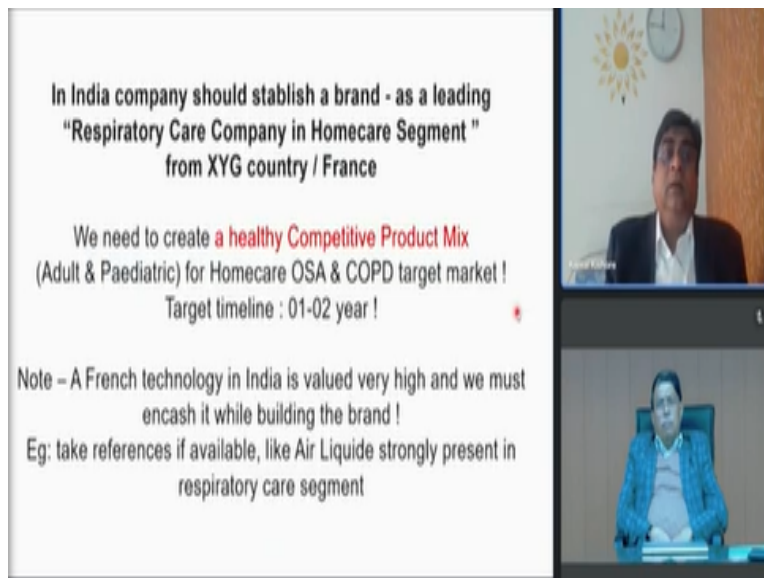 In India company should stablish a brand - as a leading
“Respiratory Care Company in Homecare Segment ”
from XYG country / France
We need to create a healthy Competitive Product Mix
(Adult & Paediatric) for Homecare OSA & COPD target market !
Target timeline : 01-02 year !
Note – A French technology in India is valued very high and we must
encash it while building the brand !
Eg: take references if available, like Air Liquide strongly present in
respiratory care segment